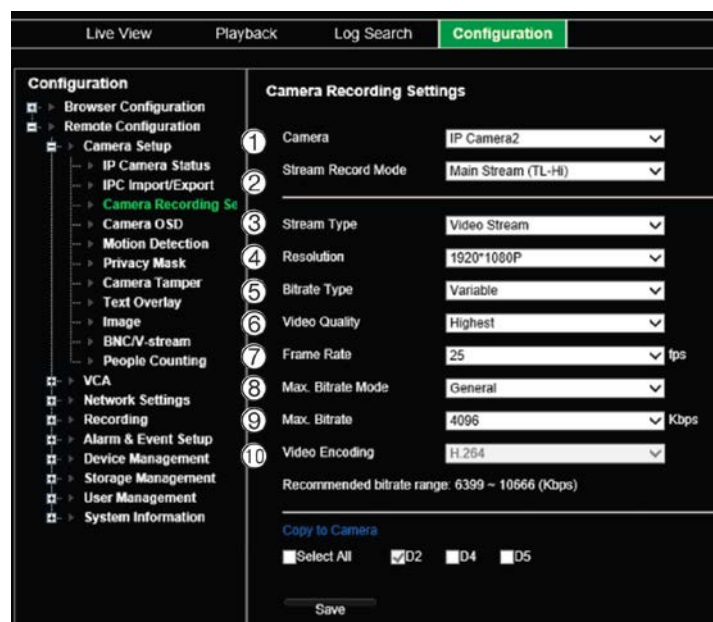 Live View Playback Log Search Configuration
Configuration
Browser Configuration
Remote Configuration
Camera Setup
IP Camera Status
IPC Import/Export
Camera Recording Se
Camera OSD
Motion Detection
Privacy Mask
Camera Tamper
Text Overlay
Image
BNC/V-stream
People Counting
VCA
Network Settings
Recording
Alarm & Event Setup
Device Management
Storage Management
User Management
System Information
Camera Recording Settings
① Camera IP Camera2
② Stream Record Mode Main Stream (TL-Hi)
③ Stream Type Video Stream
④ Resolution 1920*1080P
⑤ Bitrate Type Variable
⑥ Video Quality Highest
⑦ Frame Rate 25 fps
⑧ Max. Bitrate Mode General
⑨ Max. Bitrate 4096 Kbps
⑩ Video Encoding H.264
Recommended bitrate range: 6399 ~ 10666 (Kbps)
Copy to Camera
Select All D2 D4 D5
Save